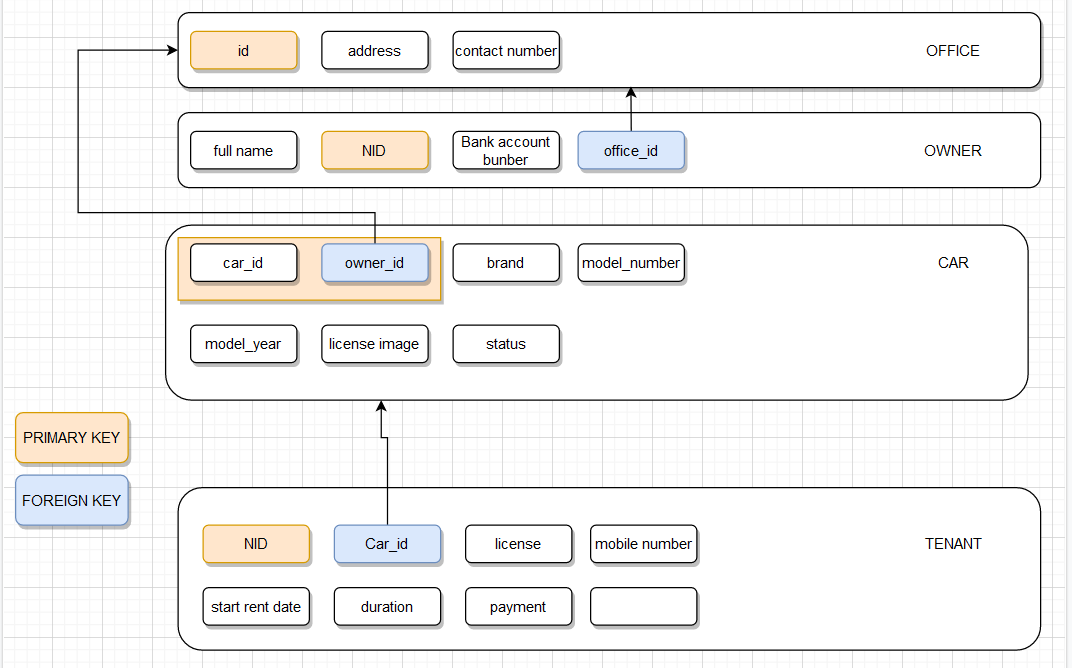 id
address
contact number
OFFICE
full name
NID
Bank account
bunber
office_id
OWNER
car_id
owner_id
brand
model_number
CAR
model_year
license image
status
PRIMARY KEY
FOREIGN KEY
NID
Car_id
license
mobile number
TENANT
start rent date
duration
payment